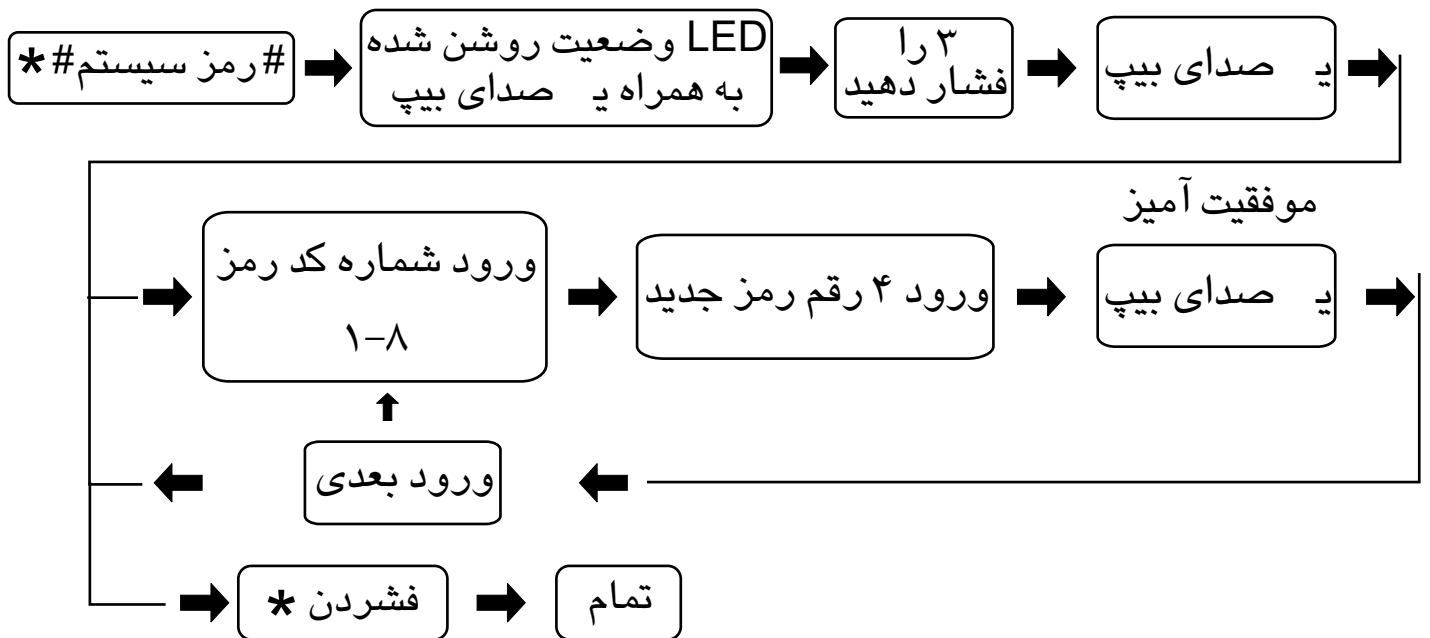 *#رمز سیستم#
LED وضعیت روشن شده
به همراه یـ صدای بیپ
۳ را
فشار دهید
یـ صدای بیپ
موفقیت آمیز
ورود شماره کد رمز
۱–۸
ورود ۴ رقم رمز جدید
یـ صدای بیپ
ورود بعدی
فشردن *
تمام